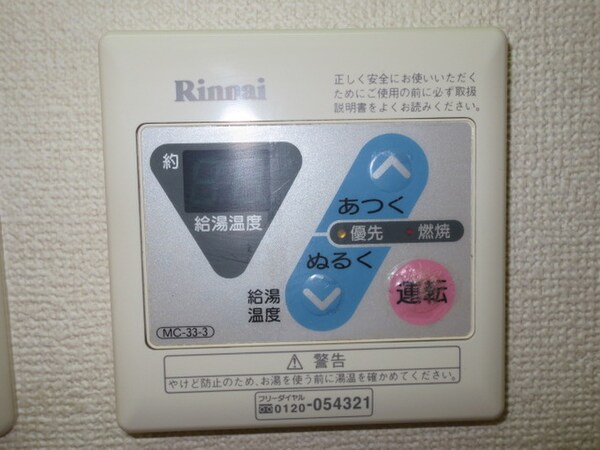 Rinnai
正しく安全にお使いいただく
ためにご使用の前に必ず取扱
説明書をよくお読みください。
約
給湯温度
あつく
優先 燃焼
ぬるく
給湯
温度
運転
MC-33-3
⚠ 警告
やけど防止のため、お湯を使う前に湯温を確かめてください。
フリーダイヤル
0120-054321